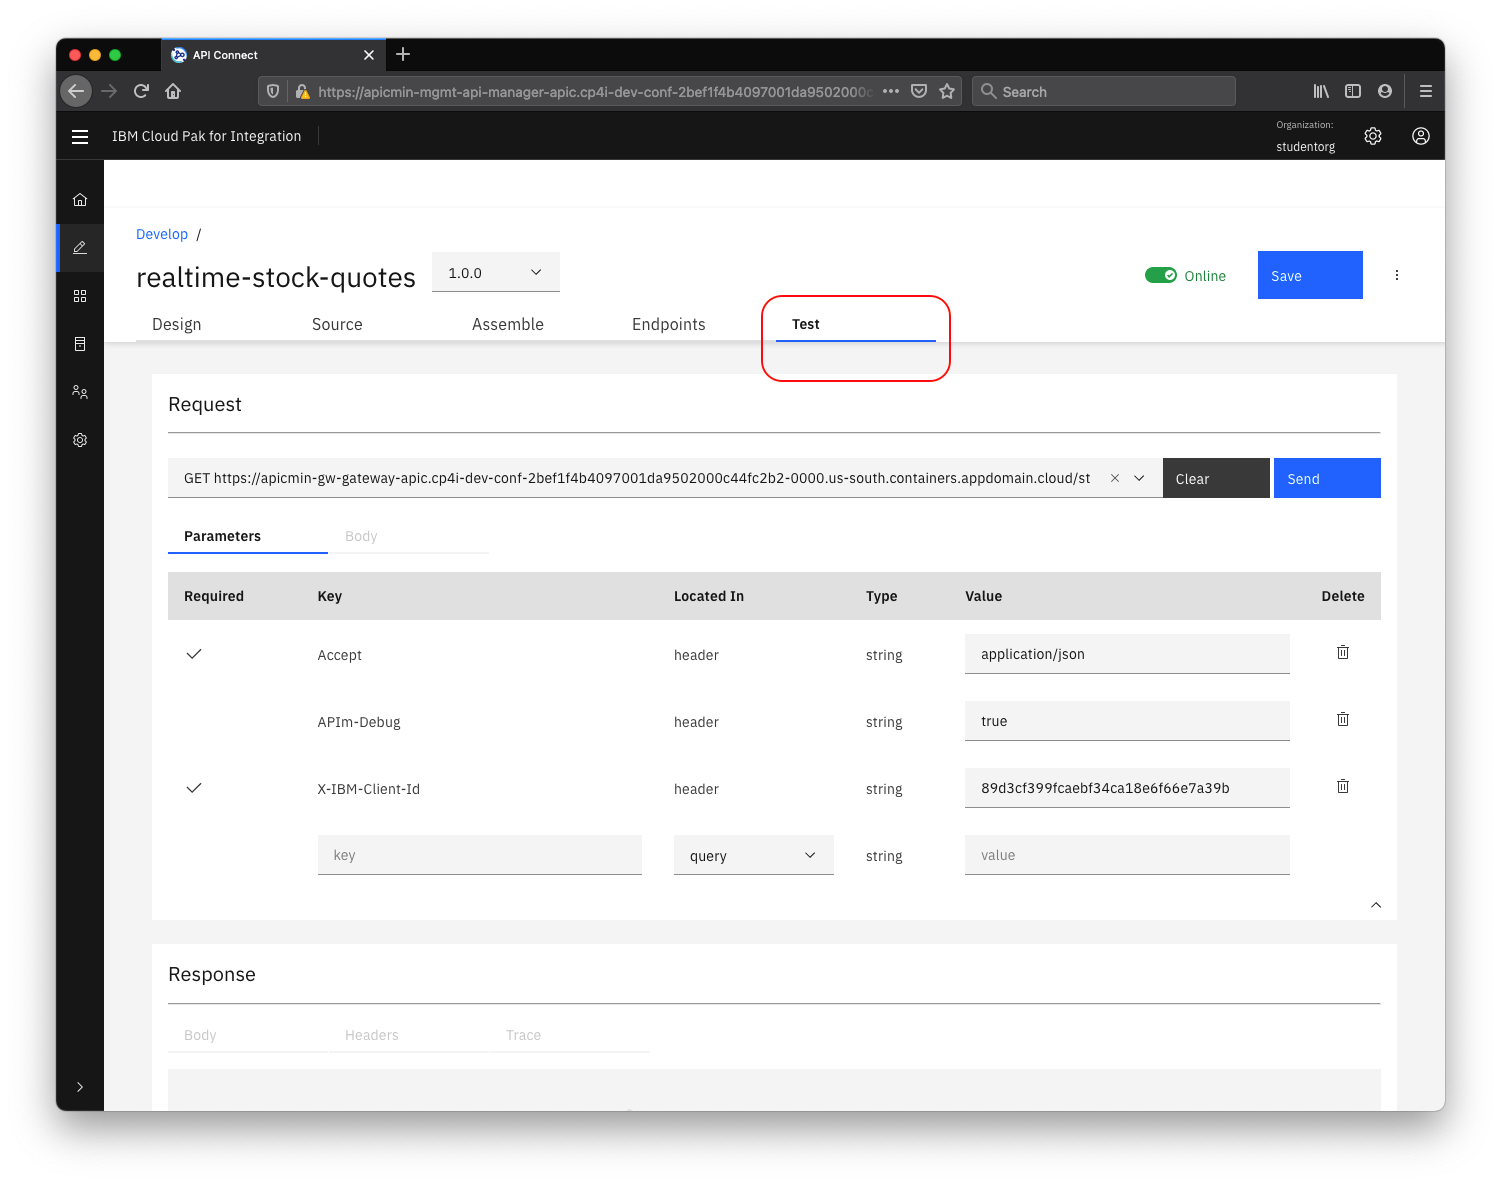 API Connect
https://apicmin-mgmt-api-manager-apic.cp4i-dev-conf-2bef1f4b4097001da9502000c
Search
IBM Cloud Pak for Integration
Organization:
studentorg
Develop /
realtime-stock-quotes
1.0.0
Online
Save
Design
Source
Assemble
Endpoints
Test
Request
GET https://apicmin-gw-gateway-apic.cp4i-dev-conf-2bef1f4b4097001da9502000c44fc2b2-0000.us-south.containers.appdomain.cloud/st
Clear
Send
Parameters
Body
Required Key Located In Type Value Delete
Accept header string application/json
APIm-Debug header string true
X-IBM-Client-Id header string 89d3cf399fcaebf34ca18e6f66e7a39b
key query string value
Response
Body
Headers
Trace